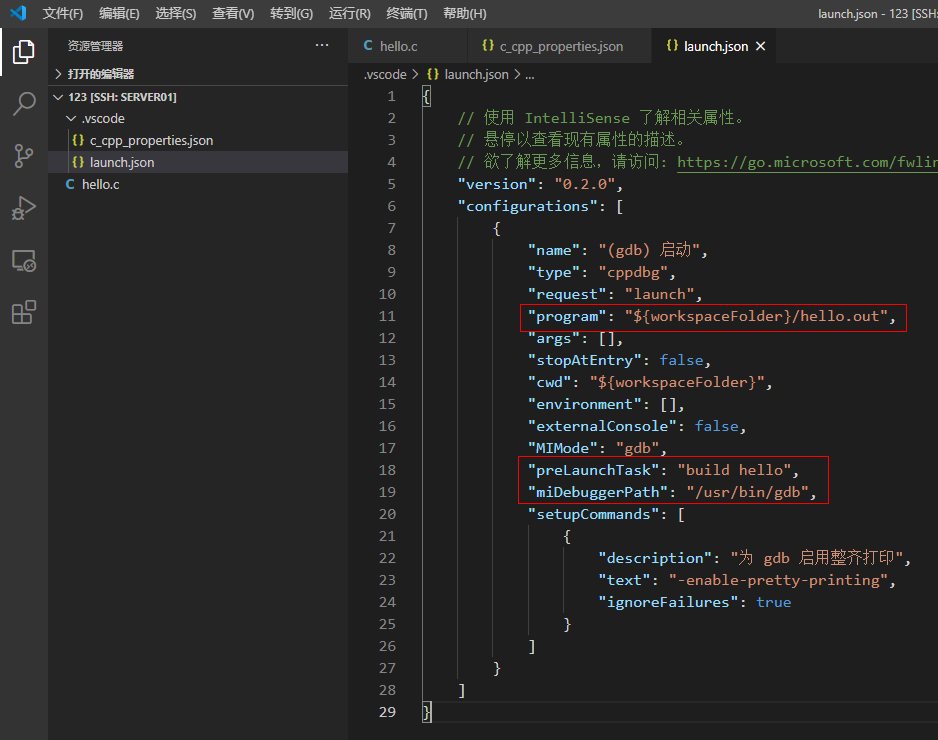 文件(F) 编辑(E) 选择(S) 查看(V) 转到(G) 运行(R) 终端(T) 帮助(H) launch.json - 123 [SSH:
资源管理器 ···
打开的编辑器
123 [SSH: SERVER01]
.vscode
{} c_cpp_properties.json
{} launch.json
C hello.c
C hello.c {} c_cpp_properties.json {} launch.json ×
.vscode > {} launch.json > ...
1 {
2 // 使用 IntelliSense 了解相关属性。
3 // 悬停以查看现有属性的描述。
4 // 欲了解更多信息，请访问: https://go.microsoft.com/fwlin
5 "version": "0.2.0",
6 "configurations": [
7 {
8 "name": "(gdb) 启动",
9 "type": "cppdbg",
10 "request": "launch",
11 "program": "${workspaceFolder}/hello.out",
12 "args": [],
13 "stopAtEntry": false,
14 "cwd": "${workspaceFolder}",
15 "environment": [],
16 "externalConsole": false,
17 "MIMode": "gdb",
18 "preLaunchTask": "build hello",
19 "miDebuggerPath": "/usr/bin/gdb",
20 "setupCommands": [
21 {
22 "description": "为 gdb 启用整齐打印",
23 "text": "-enable-pretty-printing",
24 "ignoreFailures": true
25 }
26 ]
27 }
28 ]
29 }